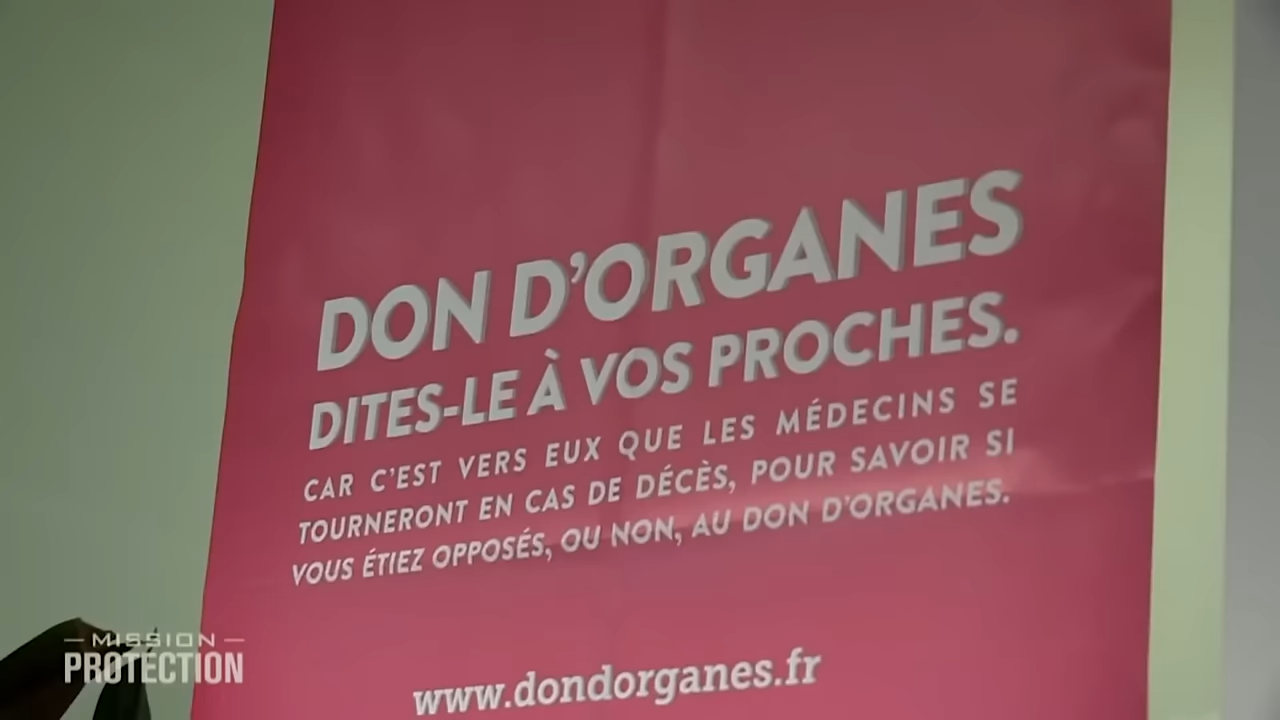 DON D'ORGANES
DITES-LE À VOS PROCHES.
CAR C'EST VERS EUX QUE LES MÉDECINS SE
TOURNERONT EN CAS DE DÉCÈS, POUR SAVOIR SI
VOUS ÉTIEZ OPPOSÉS, OU NON, AU DON D'ORGANES.
www.dondorganes.fr
MISSION
PROTECTION